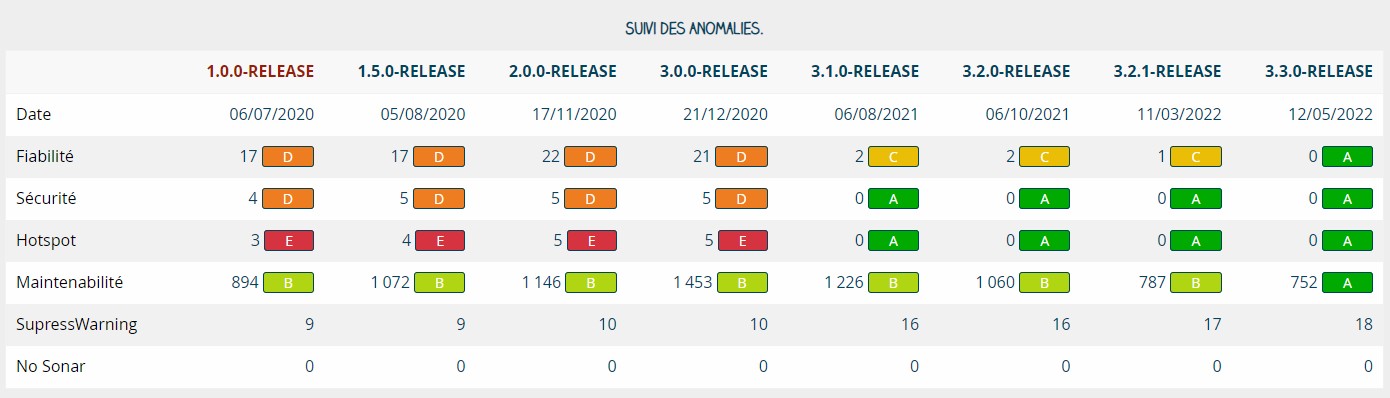 SUIVI DES ANOMALIES.
1.0.0-RELEASE 1.5.0-RELEASE 2.0.0-RELEASE 3.0.0-RELEASE 3.1.0-RELEASE 3.2.0-RELEASE 3.2.1-RELEASE 3.3.0-RELEASE
Date 06/07/2020 05/08/2020 17/11/2020 21/12/2020 06/08/2021 06/10/2021 11/03/2022 12/05/2022
Fiabilité 17 D 17 D 22 D 21 D 2 C 2 C 1 C 0 A
Sécurité 4 D 5 D 5 D 5 D 0 A 0 A 0 A 0 A
Hotspot 3 E 4 E 5 E 5 E 0 A 0 A 0 A 0 A
Maintenabilité 894 B 1 072 B 1 146 B 1 453 B 1 226 B 1 060 B 787 B 752 A
SupressWarning 9 9 10 10 16 16 17 18
No Sonar 0 0 0 0 0 0 0 0